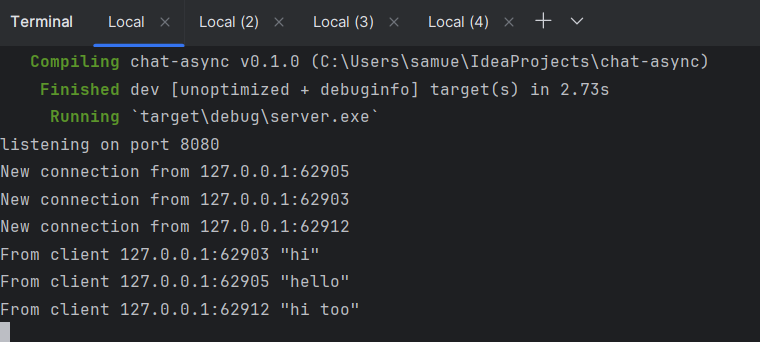 Terminal Local × Local (2) × Local (3) × Local (4) ×
Compiling chat-async v0.1.0 (C:\Users\samue\IdeaProjects\chat-async)
Finished dev [unoptimized + debuginfo] target(s) in 2.73s
Running `target\debug\server.exe`
listening on port 8080
New connection from 127.0.0.1:62905
New connection from 127.0.0.1:62903
New connection from 127.0.0.1:62912
From client 127.0.0.1:62903 "hi"
From client 127.0.0.1:62905 "hello"
From client 127.0.0.1:62912 "hi too"